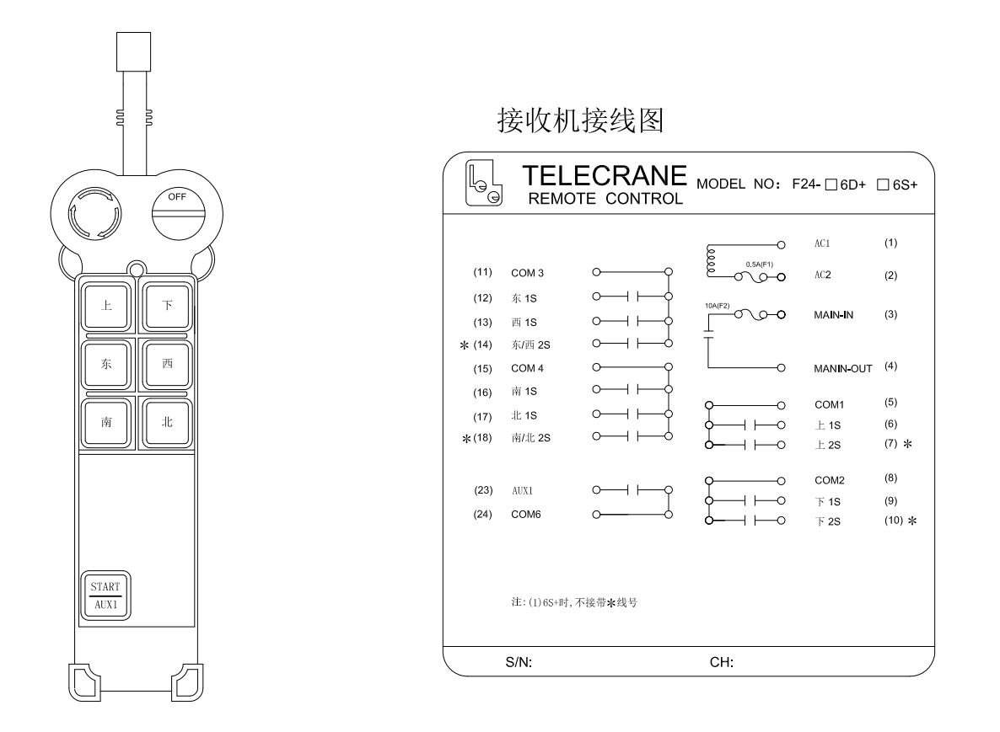 接收机接线图
OFF
上
下
东
西
南
北
START
AUX1
TELECRANE
REMOTE CONTROL
MODEL NO: F24-□6D+ □6S+
(11) COM 3
(12) 东 1S
(13) 西 1S
* (14) 东/西 2S
(15) COM 4
(16) 南 1S
(17) 北 1S
*(18) 南/北 2S
(23) AUX1
(24) COM6
AC1 (1)
0.5A(F1)
AC2 (2)
10A(F2)
MAIN-IN (3)
MANIN-OUT (4)
COM1 (5)
上 1S (6)
上 2S (7) *
COM2 (8)
下 1S (9)
下 2S (10) *
注:(1)6S+时,不接带*线号
S/N:
CH: